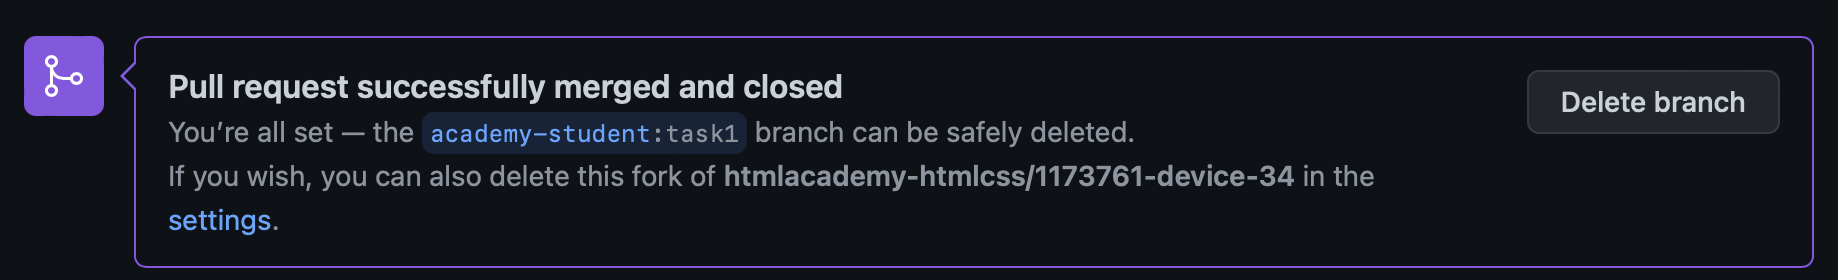 Pull request successfully merged and closed
Delete branch
You’re all set — the academy-student:task1 branch can be safely deleted.
If you wish, you can also delete this fork of htmlacademy-htmlcss/1173761-device-34 in the
settings.